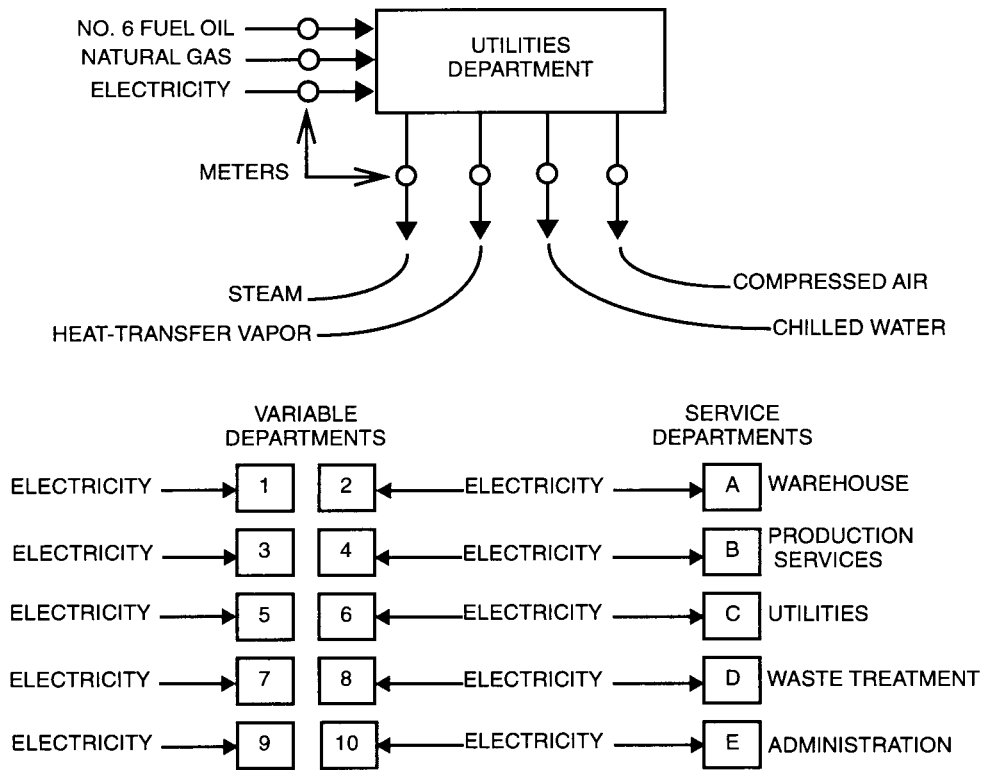 NO. 6 FUEL OIL
NATURAL GAS
ELECTRICITY
UTILITIES
DEPARTMENT
METERS
STEAM
HEAT-TRANSFER VAPOR
COMPRESSED AIR
CHILLED WATER
VARIABLE
DEPARTMENTS
SERVICE
DEPARTMENTS
ELECTRICITY 1 2 ELECTRICITY A WAREHOUSE
ELECTRICITY 3 4 ELECTRICITY B PRODUCTION
SERVICES
ELECTRICITY 5 6 ELECTRICITY C UTILITIES
ELECTRICITY 7 8 ELECTRICITY D WASTE TREATMENT
ELECTRICITY 9 10 ELECTRICITY E ADMINISTRATION